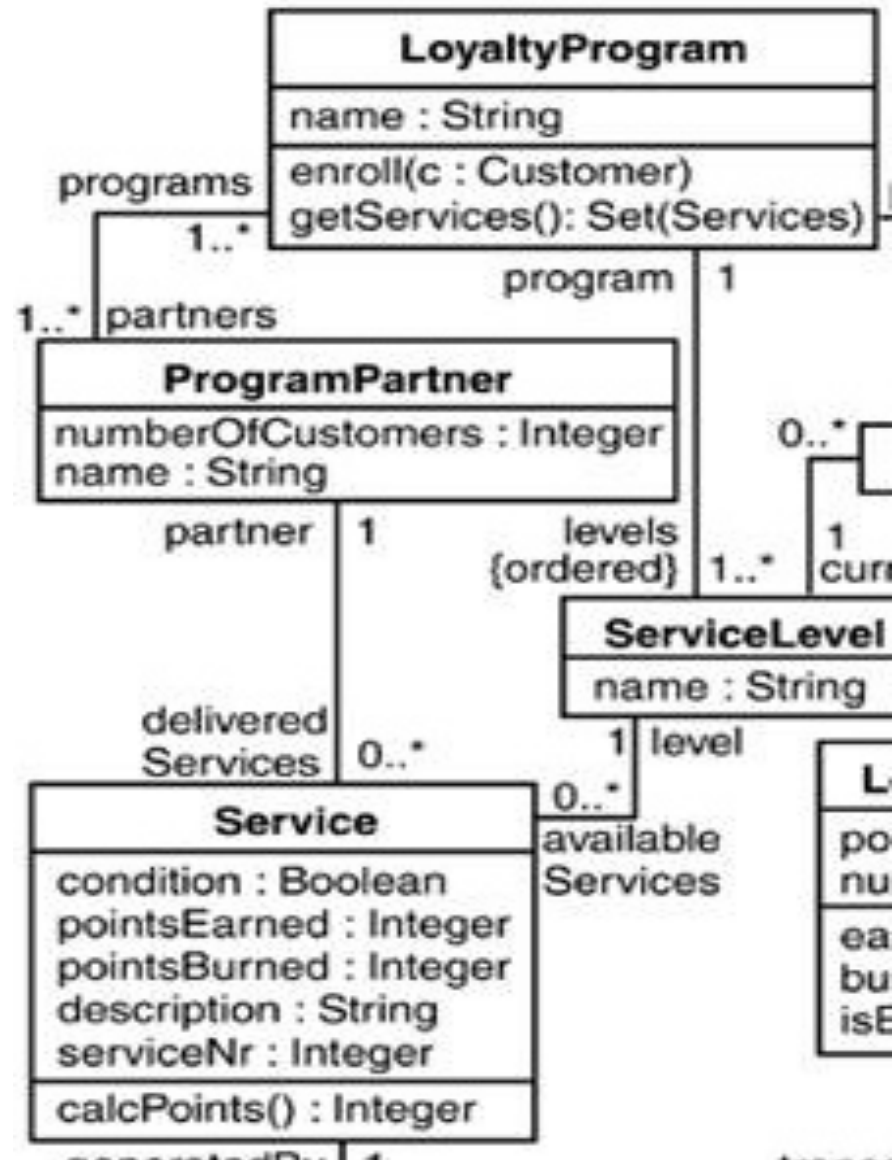 LoyaltyProgram
name : String
enroll(c : Customer)
getServices(): Set(Services)
programs
1..*
program 1
1..* partners
ProgramPartner
numberOfCustomers : Integer
name : String
0..*
partner 1
levels
{ordered} 1..*
1
ServiceLevel
name : String
delivered
Services 0..*
1 level
0..*
available
Services
Service
condition : Boolean
pointsEarned : Integer
pointsBurned : Integer
description : String
serviceNr : Integer
calcPoints() : Integer